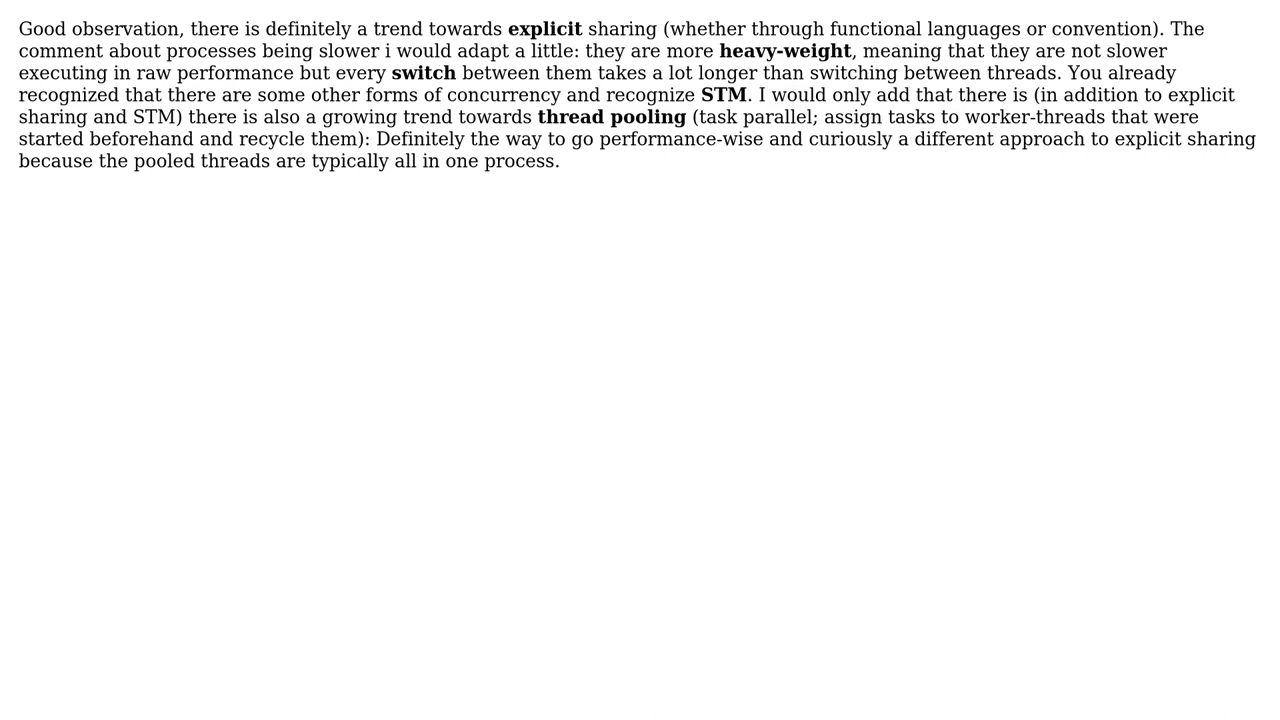 Good observation, there is definitely a trend towards explicit sharing (whether through functional languages or convention). The
comment about processes being slower i would adapt a little: they are more heavy-weight, meaning that they are not slower
executing in raw performance but every switch between them takes a lot longer than switching between threads. You already
recognized that there are some other forms of concurrency and recognize STM. I would only add that there is (in addition to explicit
sharing and STM) there is also a growing trend towards thread pooling (task parallel; assign tasks to worker-threads that were
started beforehand and recycle them): Definitely the way to go performance-wise and curiously a different approach to explicit sharing
because the pooled threads are typically all in one process.